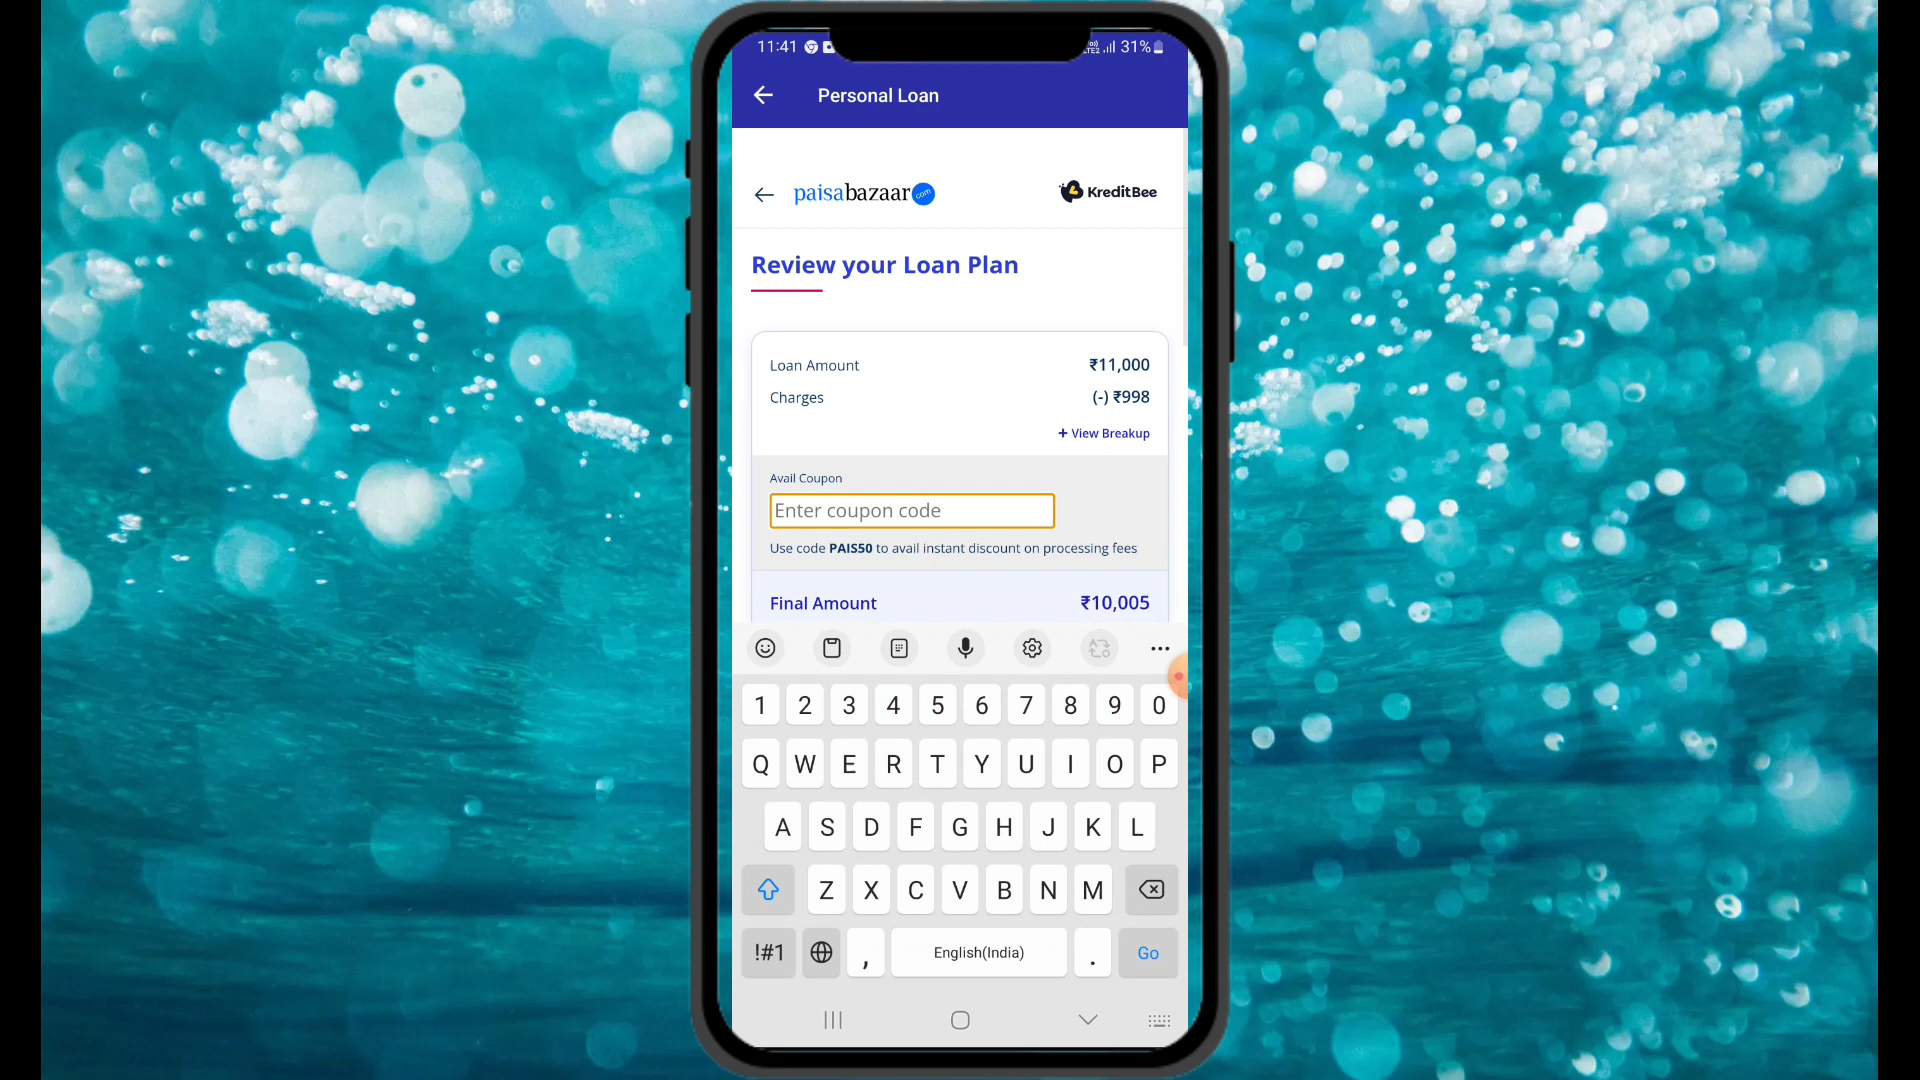 11:41 31%
Personal Loan
paisabazaar com KreditBee
Review your Loan Plan
Loan Amount ₹11,000
Charges (-) ₹998
+ View Breakup
Avail Coupon
Enter coupon code
Use code PAIS50 to avail instant discount on processing fees
Final Amount ₹10,005
1 2 3 4 5 6 7 8 9 0
Q W E R T Y U I O P
A S D F G H J K L
Z X C V B N M
!#1 , English(India) . Go